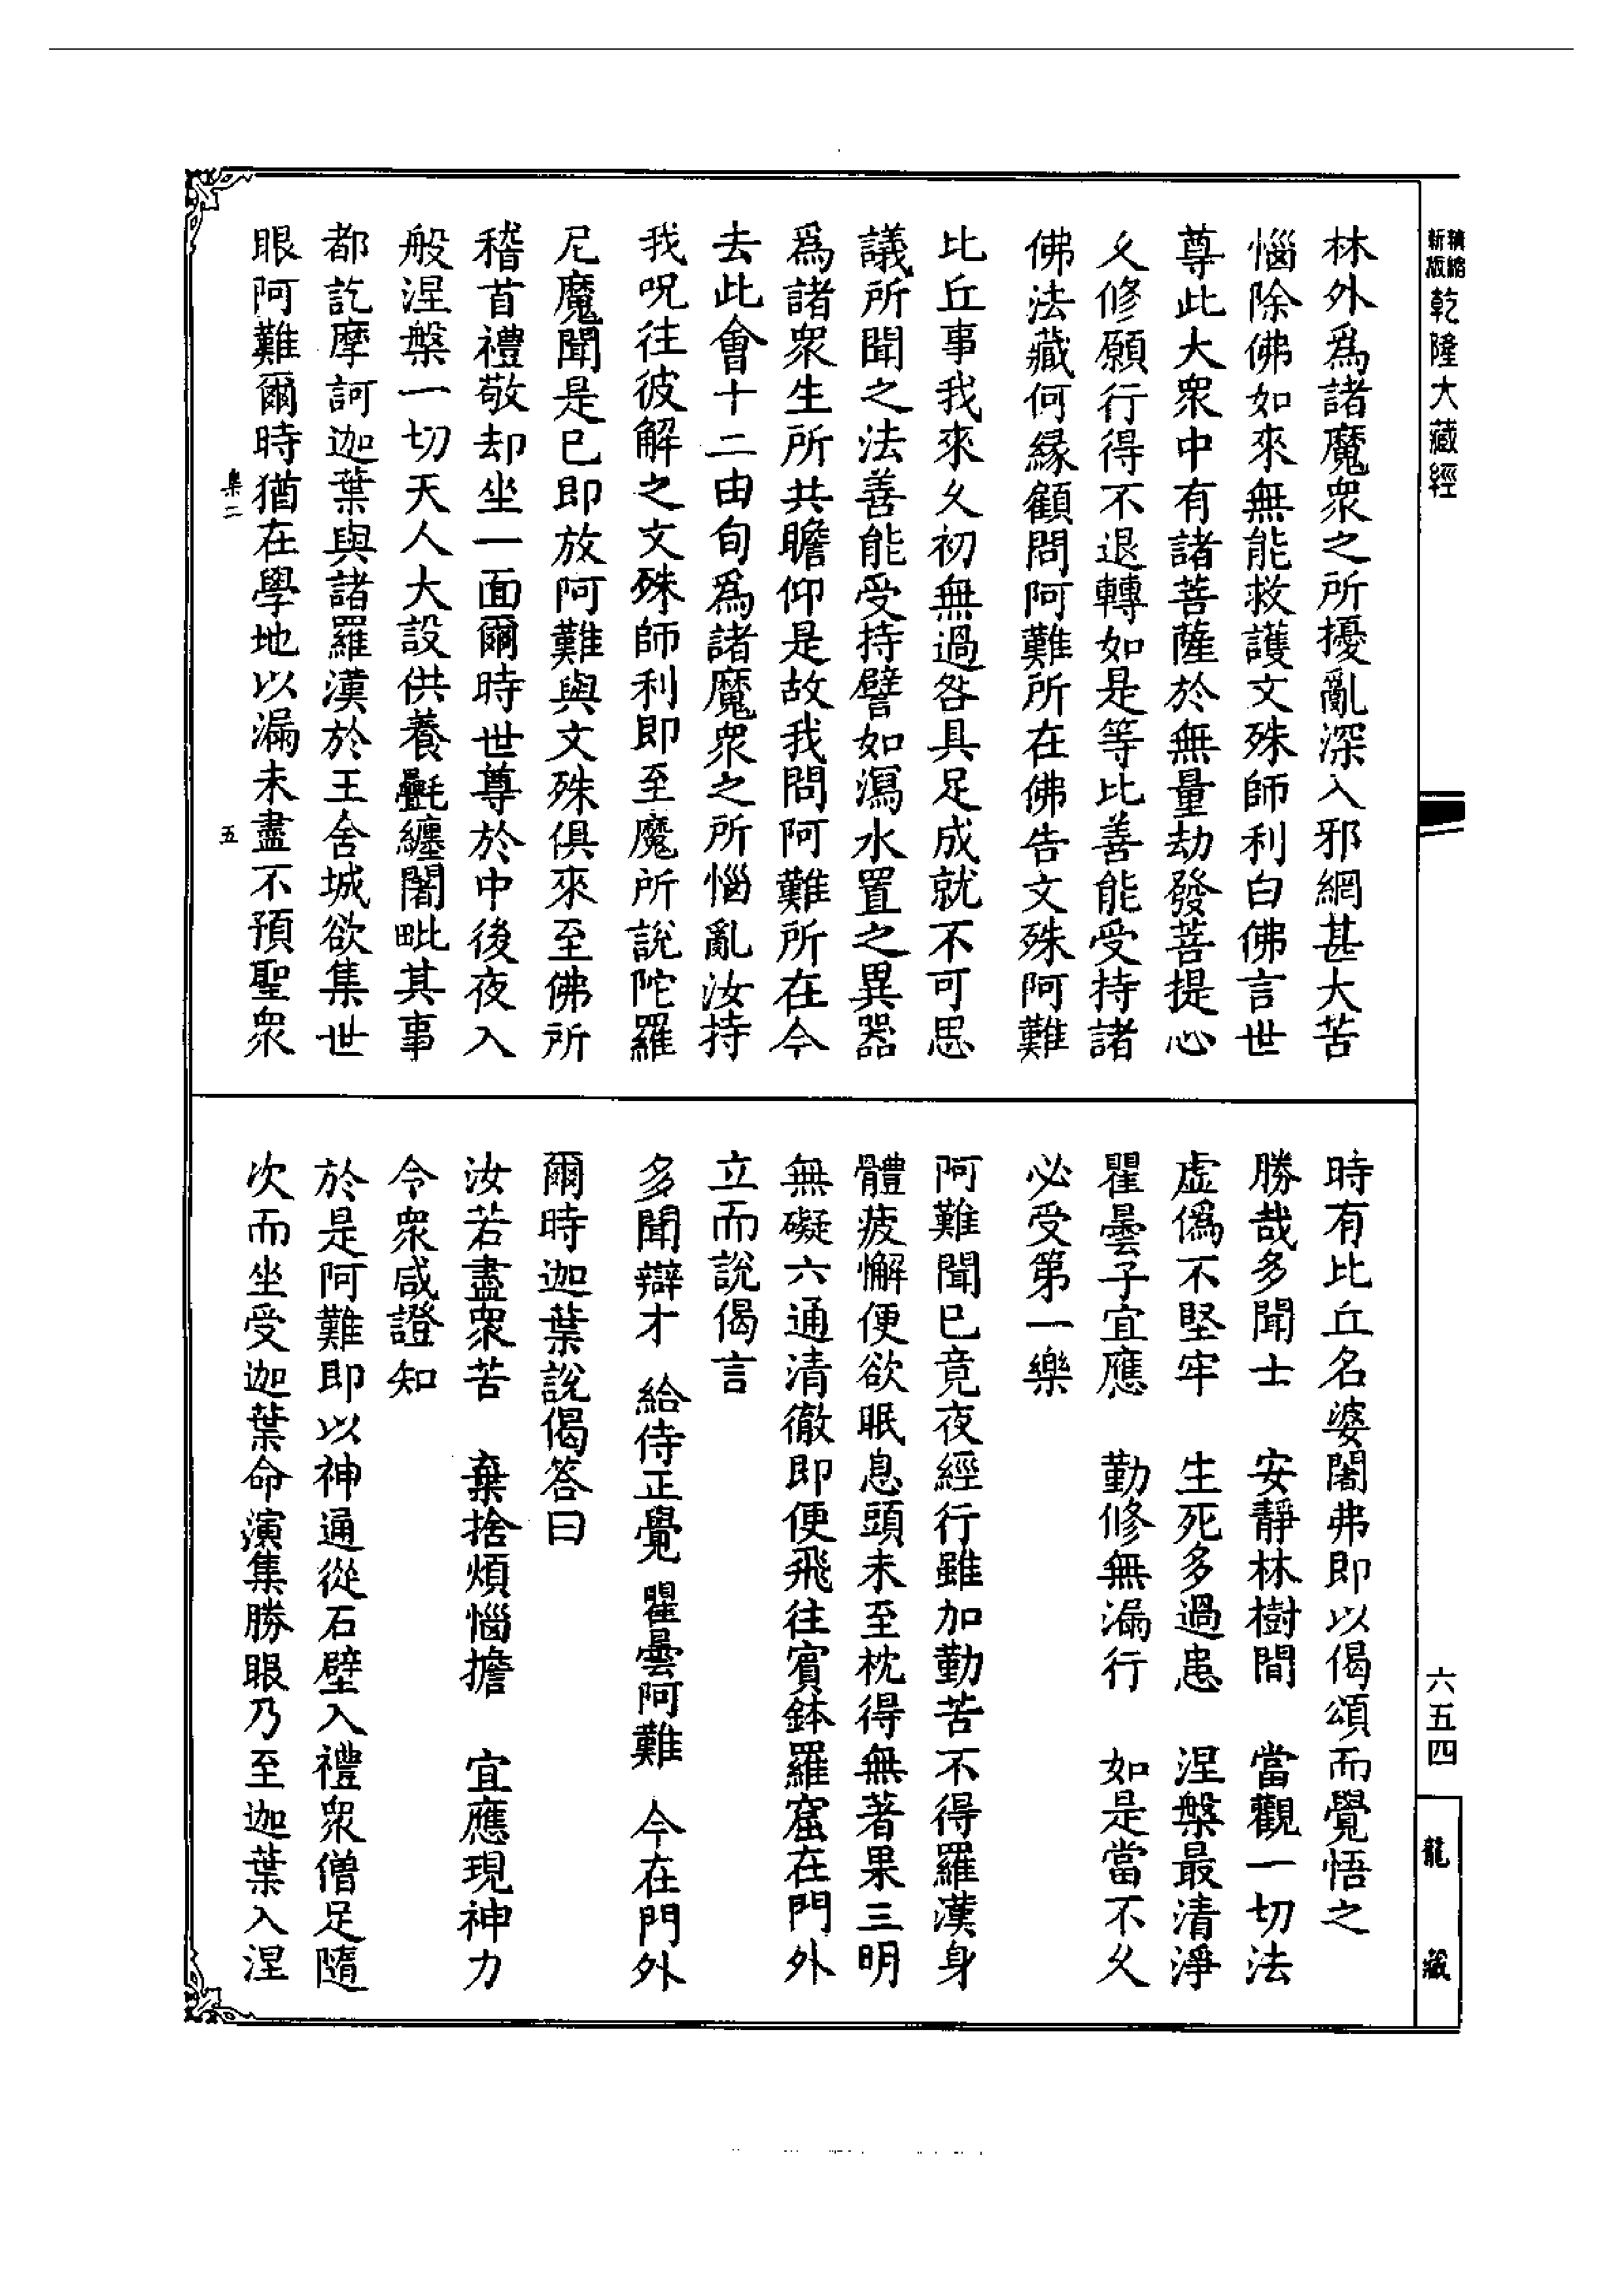 新版縮積乾隆大藏經
林外爲諸魔衆之所擾亂深入邪網甚大苦
惱除佛如來無能救護文殊師利白佛言世
尊此大衆中有諸菩薩於無量劫發菩提心
乆修願行得不退轉如是等比善能受持諸
佛法藏何縁顧問阿難所在佛告文殊阿難
比丘事我來乆初無過咎具足成就不可思
議所聞之法善能受持譬如瀉水置之異器
爲諸衆生所共瞻仰是故我問阿難所在今
去此會十二由旬爲諸魔衆之所惱亂汝持
我呪往彼解之文殊師利即至魔所說陀羅
尼魔聞是已即放阿難與文殊俱來至佛所
稽首禮敬却坐一面爾時世尊於中後夜入
般涅槃一切天人大設供養㲲纏闍毗其事
都訖摩訶迦葉與諸羅漢於王舍城欲集世
眼阿難爾時猶在學地以漏未盡不預聖衆
集二
五
時有比丘名婆闍弗即以偈頌而覺悟之
勝哉多聞士　安靜林樹間　當觀一切法
虛僞不堅牢　生死多過患　涅槃最清淨
瞿曇子宜應　勤修無漏行　如是當不乆
必受第一樂
阿難聞已竟夜經行雖加勤苦不得羅漢身
體疲懈便欲眠息頭未至枕得無著果三明
無礙六通清徹即便飛往賓鉢羅窟在門外
立而說偈言
多聞辯才　給侍正覺　瞿曇阿難　今在門外
爾時迦葉說偈答曰
汝若盡衆苦　棄捨煩惱擔　宜應現神力
令衆咸證知
於是阿難即以神通從石壁入禮衆僧足隨
次而坐受迦葉命演集勝眼乃至迦葉入涅
六五四
龍藏